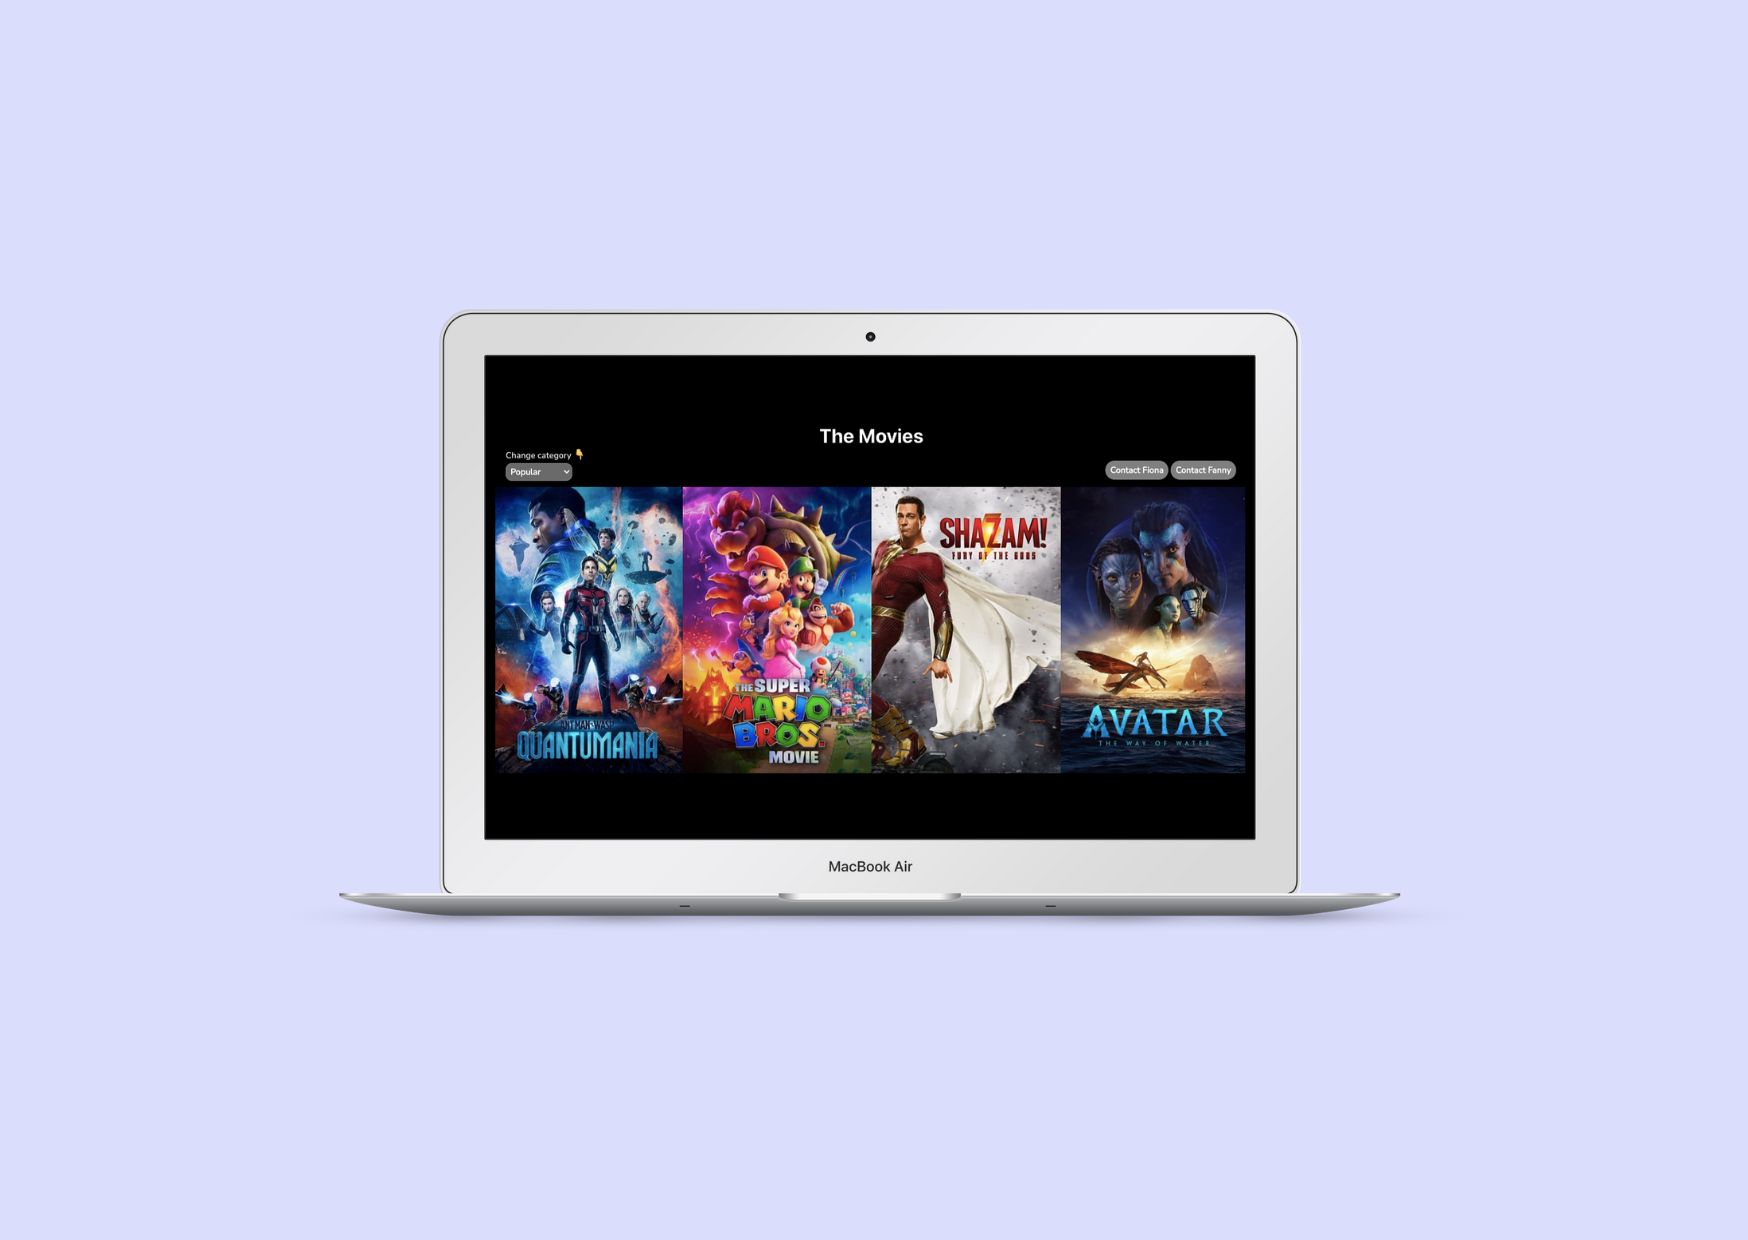 The Movies
Change category 👇
Popular
Contact Fiona
Contact Fanny
ANT-MAN AND THE WASP
QUANTUMANIA
THE SUPER
MARIO
BROS.
MOVIE
SHAZAM!
FURY OF THE GODS
AVATAR
THE WAY OF WATER
MacBook Air